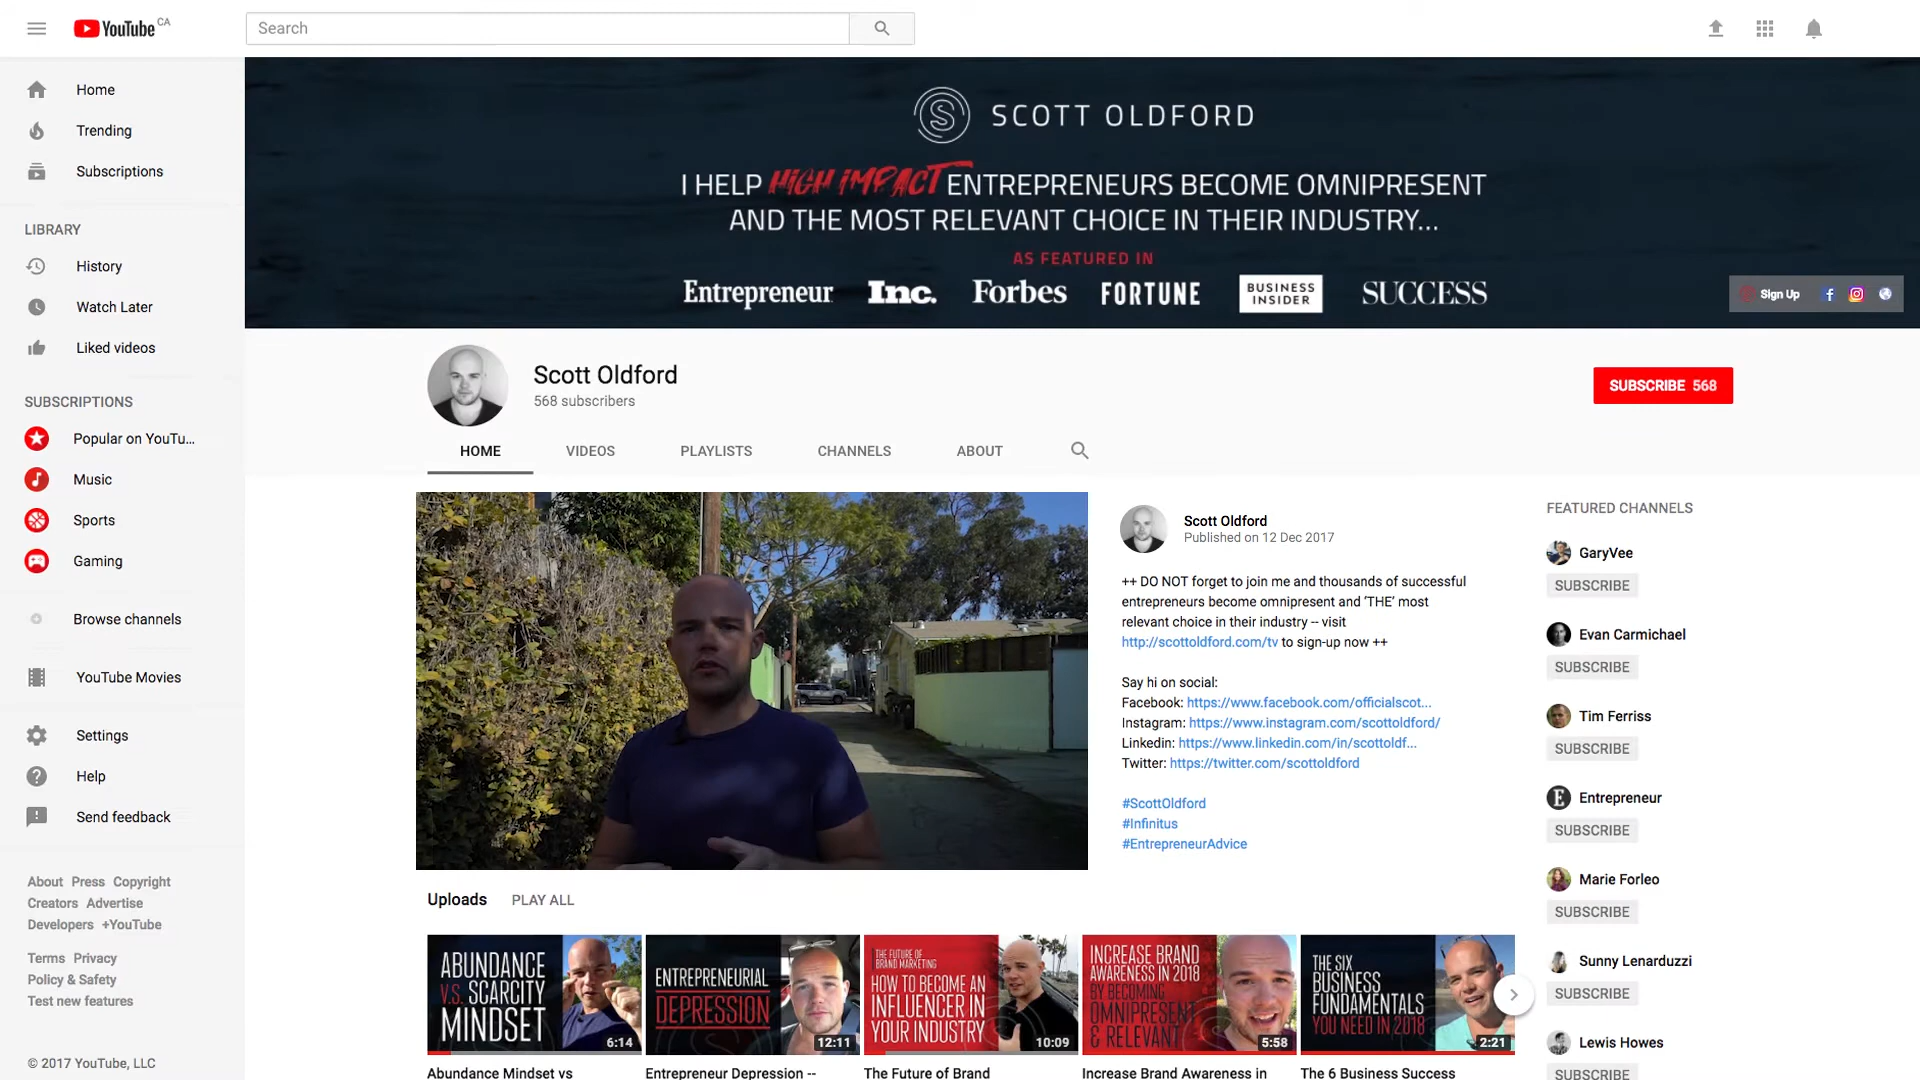 YouTube CA
Search
Home
Trending
Subscriptions
LIBRARY
History
Watch Later
Liked videos
SUBSCRIPTIONS
Popular on YouTu...
Music
Sports
Gaming
Browse channels
YouTube Movies
Settings
Help
Send feedback
About Press Copyright
Creators Advertise
Developers +YouTube
Terms Privacy
Policy & Safety
Test new features
© 2017 YouTube, LLC
SCOTT OLDFORD
I HELP HIGH IMPACT ENTREPRENEURS BECOME OMNIPRESENT
AND THE MOST RELEVANT CHOICE IN THEIR INDUSTRY...
AS FEATURED IN
Entrepreneur Inc. Forbes FORTUNE BUSINESS INSIDER SUCCESS
Sign Up
Scott Oldford
568 subscribers
SUBSCRIBE 568
HOME VIDEOS PLAYLISTS CHANNELS ABOUT
Scott Oldford
Published on 12 Dec 2017
++ DO NOT forget to join me and thousands of successful
entrepreneurs become omnipresent and ‘THE’ most
relevant choice in their industry -- visit
http://scottoldford.com/tv to sign-up now ++
Say hi on social:
Facebook: https://www.facebook.com/officialscot...
Instagram: https://www.instagram.com/scottoldford/
Linkedin: https://www.linkedin.com/in/scottoldf...
Twitter: https://twitter.com/scottoldford
#ScottOldford
#Infinitus
#EntrepreneurAdvice
FEATURED CHANNELS
GaryVee
SUBSCRIBE
Evan Carmichael
SUBSCRIBE
Tim Ferriss
SUBSCRIBE
Entrepreneur
SUBSCRIBE
Marie Forleo
SUBSCRIBE
Sunny Lenarduzzi
SUBSCRIBE
Lewis Howes
SUBSCRIBE
Uploads PLAY ALL
ABUNDANCE
V.S. SCARCITY
MINDSET
6:14
Abundance Mindset vs
ENTREPRENEURIAL
DEPRESSION
12:11
Entrepreneur Depression --
THE FUTURE OF
BRAND MARKETING
HOW TO BECOME AN
INFLUENCER IN
YOUR INDUSTRY
10:09
The Future of Brand
INCREASE BRAND
AWARENESS IN 2018
BY BECOMING
OMNIPRESENT
& RELEVANT
5:58
Increase Brand Awareness in
THE SIX
BUSINESS
FUNDAMENTALS
YOU NEED IN 2018
2:21
The 6 Business Success